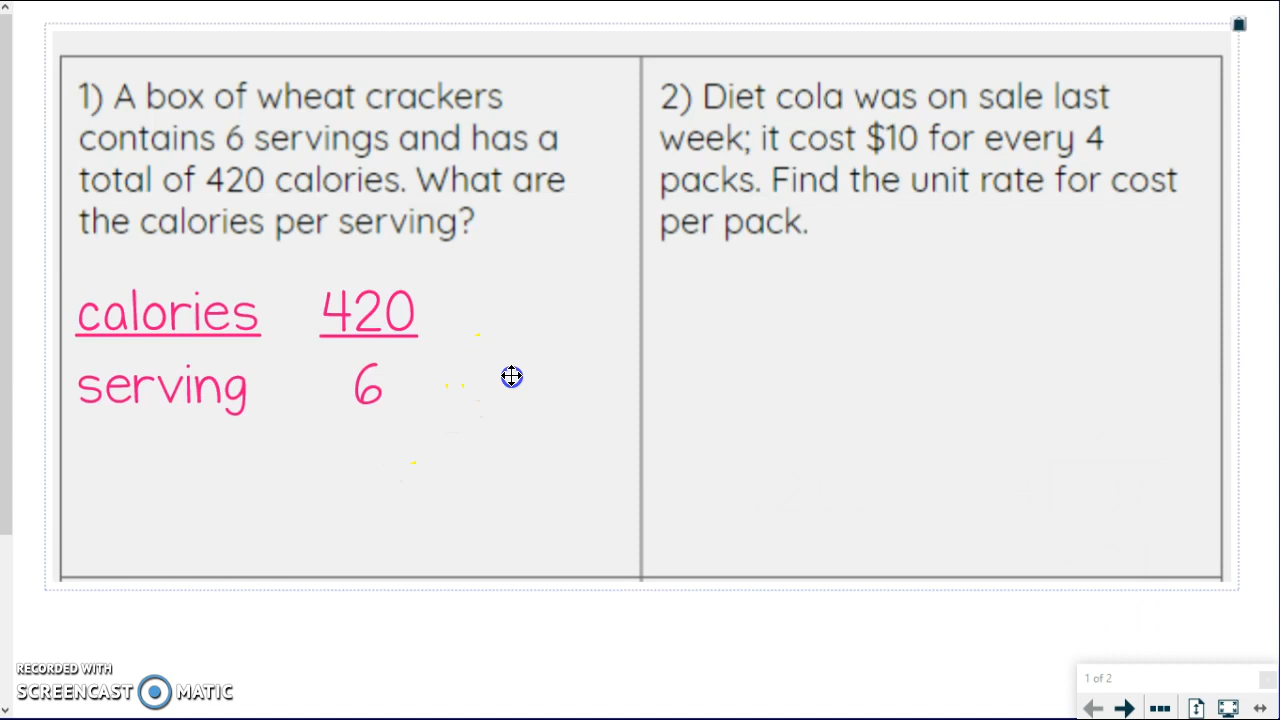 1) A box of wheat crackers
contains 6 servings and has a
total of 420 calories. What are
the calories per serving?
calories 420
serving 6
2) Diet cola was on sale last
week; it cost $10 for every 4
packs. Find the unit rate for cost
per pack.
RECORDED WITH
SCREENCAST MATIC
1 of 2